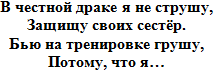 В честной драке я не струшу,
Защищу своих сестёр.
Бью на тренировке грушу,
Потому, что я…